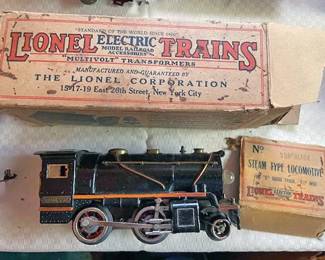 "STANDARD OF THE WORLD SINCE 1900"
LIONEL ELECTRIC TRAINS
MODEL RAILROAD
ACCESSORIES
"MULTIVOLT" TRANSFORMERS
MANUFACTURED AND GUARANTEED BY
THE LIONEL CORPORATION
15-17-19 East 26th Street, New York City
No
STEAM TYPE LOCOMOTIVE
LIONEL ELECTRIC TRAINS